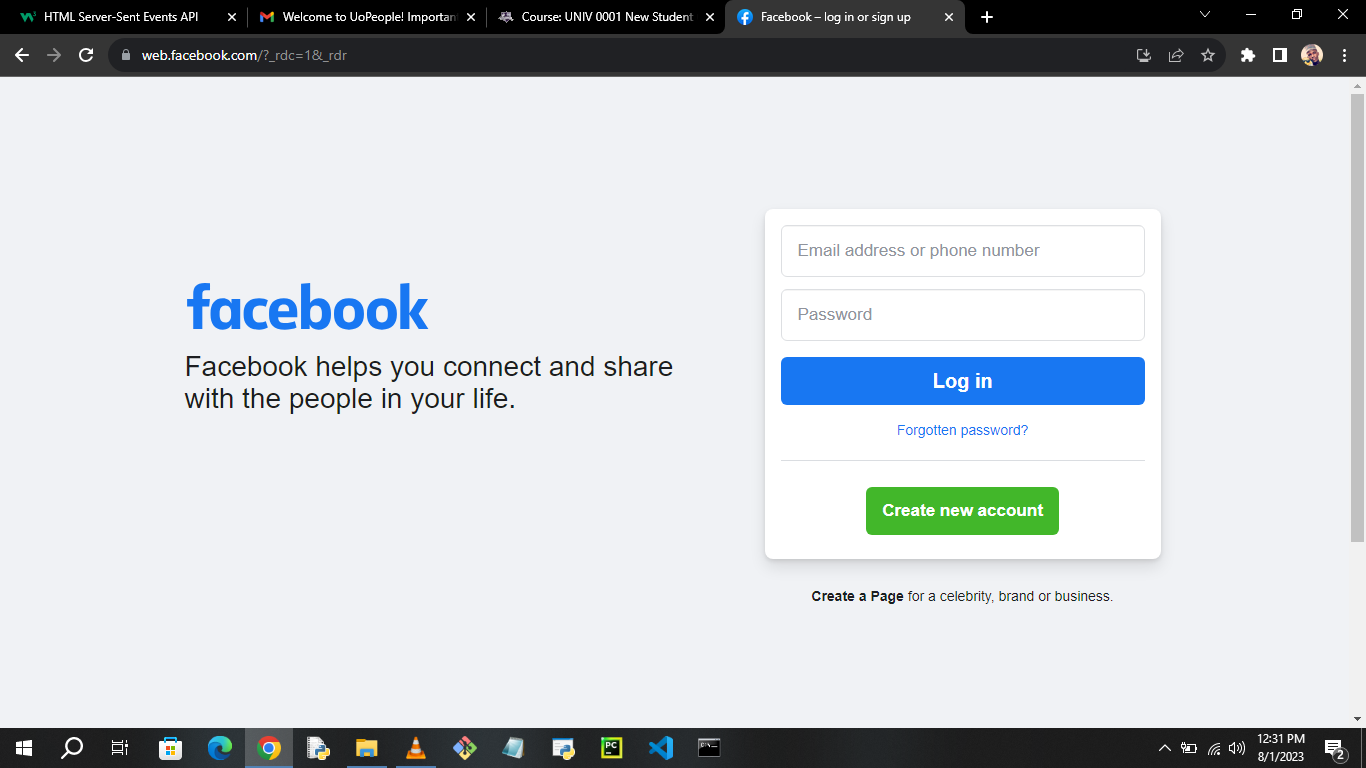 HTML Server-Sent Events API
Welcome to UoPeople! Important
Course: UNIV 0001 New Student
Facebook – log in or sign up
web.facebook.com/?_rdc=1&_rdr
facebook
Facebook helps you connect and share
with the people in your life.
Email address or phone number
Password
Log in
Forgotten password?
Create new account
Create a Page for a celebrity, brand or business.
PC
12:31 PM
8/1/2023
2